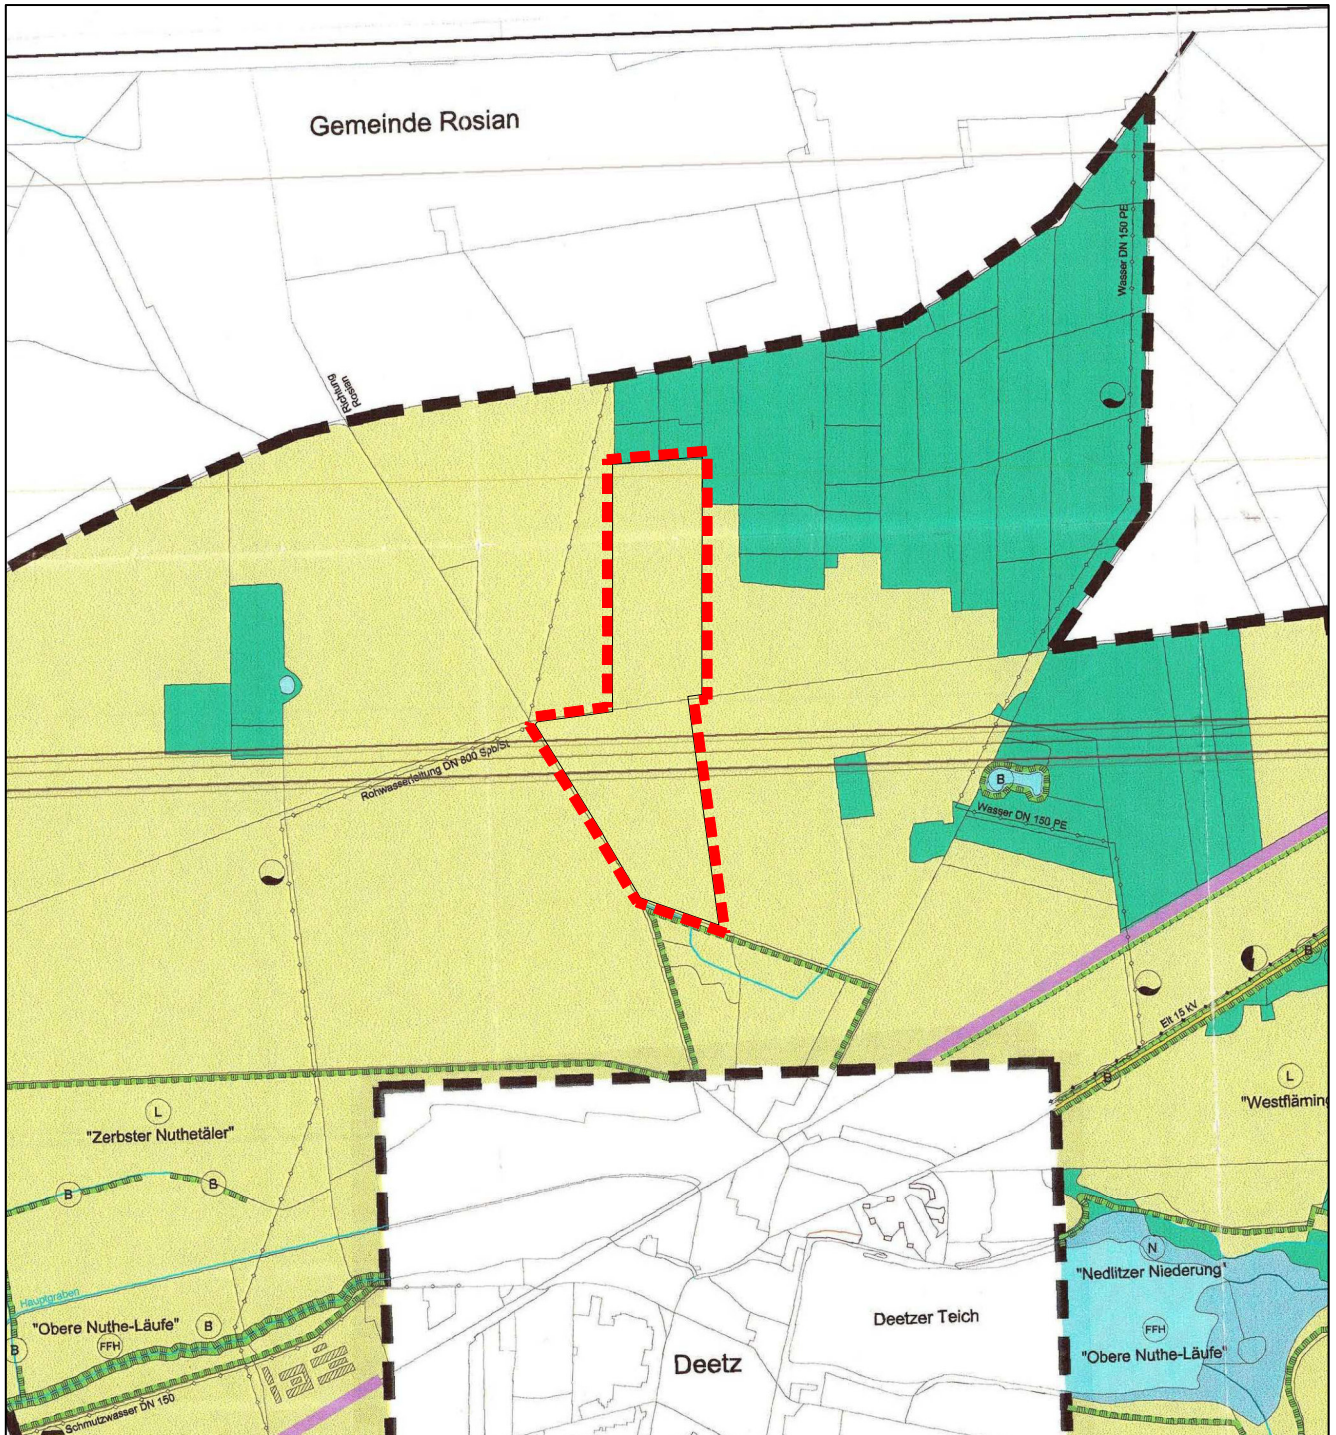 Gemeinde Rosian
Wasser DN 150 PE
Richtung
Rosian
Rohwasserleitung DN 800 Spb/St
B
Wasser DN 150 PE
B
Elt 15 kV
B
L
"Westfläming
L
"Zerbster Nuthetäler"
B
B
N
"Nedlitzer Niederung"
Hauptgraben
"Obere Nuthe-Läufe"
B
FFH
B
Deetzer Teich
FFH
"Obere Nuthe-Läufe"
Deetz
Schmutzwasser DN 150